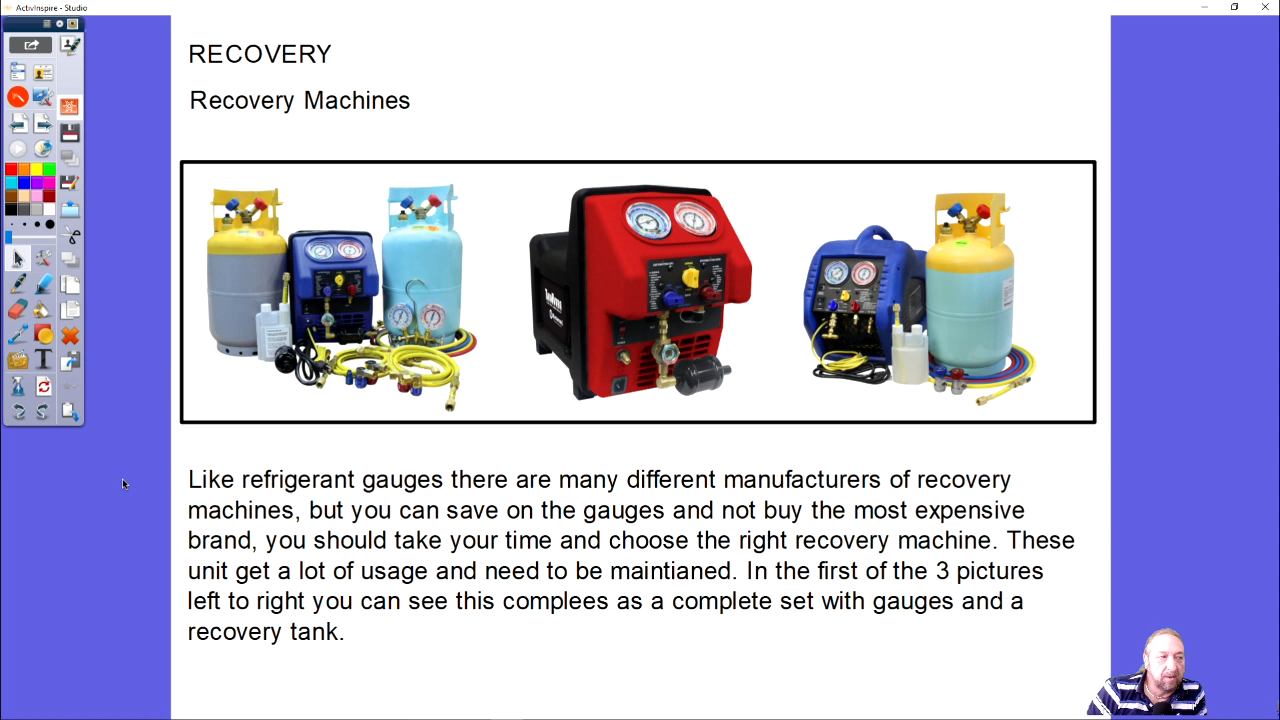 ActivInspire - Studio
RECOVERY
Recovery Machines
Like refrigerant gauges there are many different manufacturers of recovery
machines, but you can save on the gauges and not buy the most expensive
brand, you should take your time and choose the right recovery machine. These
unit get a lot of usage and need to be maintianed. In the first of the 3 pictures
left to right you can see this complees as a complete set with gauges and a
recovery tank.